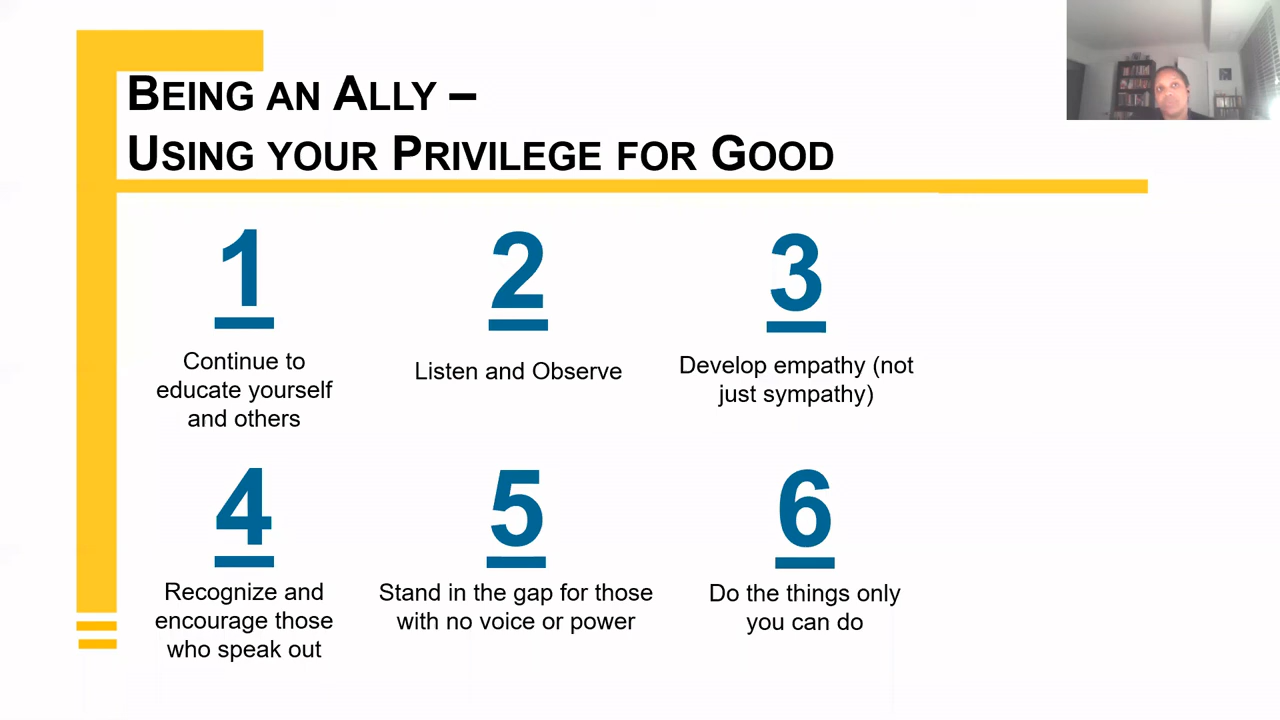 BEING AN ALLY –
USING YOUR PRIVILEGE FOR GOOD
1
Continue to
educate yourself
and others
2
Listen and Observe
3
Develop empathy (not
just sympathy)
4
Recognize and
encourage those
who speak out
5
Stand in the gap for those
with no voice or power
6
Do the things only
you can do